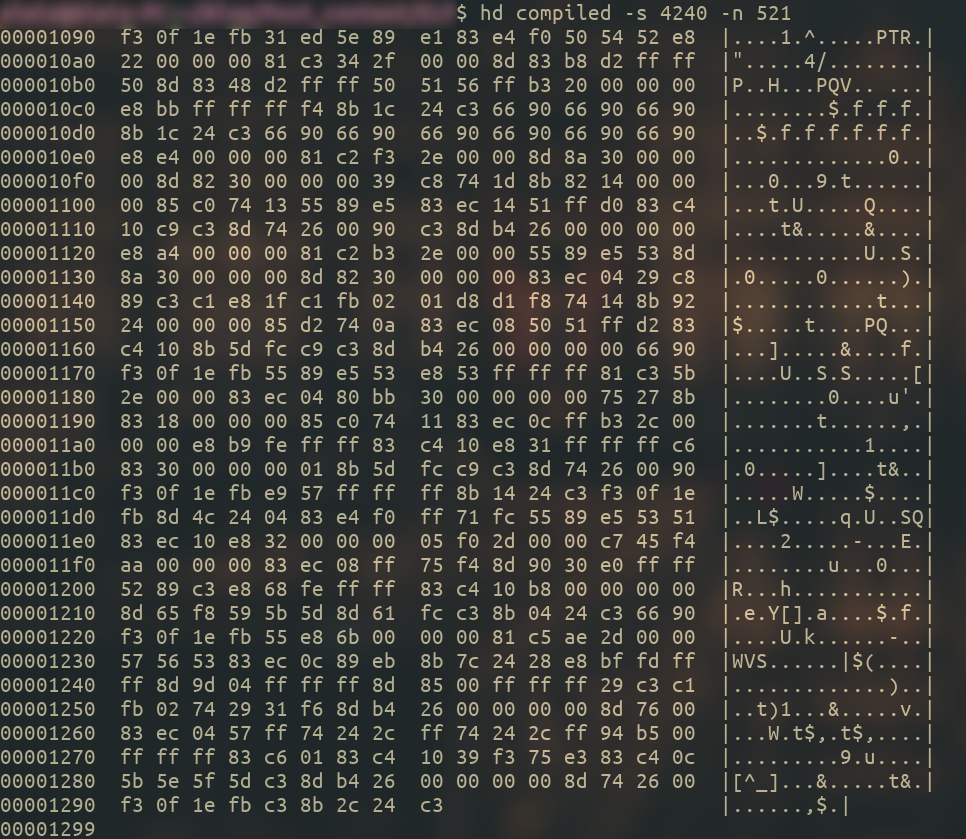 $ hd compiled -s 4240 -n 521
00001090  f3 0f 1e fb 31 ed 5e 89  e1 83 e4 f0 50 54 52 e8  |....1.^.....PTR.|
000010a0  22 00 00 00 81 c3 34 2f  00 00 8d 83 b8 d2 ff ff  |".....4/........|
000010b0  50 8d 83 48 d2 ff ff 50  51 56 ff b3 20 00 00 00  |P..H...PQV.. ...|
000010c0  e8 bb ff ff ff f4 8b 1c  24 c3 66 90 66 90 66 90  |........$.f.f.f.|
000010d0  8b 1c 24 c3 66 90 66 90  66 90 66 90 66 90 66 90  |..$.f.f.f.f.f.f.|
000010e0  e8 e4 00 00 00 81 c2 f3  2e 00 00 8d 8a 30 00 00  |.............0..|
000010f0  00 8d 82 30 00 00 00 39  c8 74 1d 8b 82 14 00 00  |...0...9.t......|
00001100  00 85 c0 74 13 55 89 e5  83 ec 14 51 ff d0 83 c4  |...t.U.....Q....|
00001110  10 c9 c3 8d 74 26 00 90  c3 8d b4 26 00 00 00 00  |....t&.....&....|
00001120  e8 a4 00 00 00 81 c2 b3  2e 00 00 55 89 e5 53 8d  |...........U..S.|
00001130  8a 30 00 00 00 8d 82 30  00 00 00 83 ec 04 29 c8  |.0.....0......).|
00001140  89 c3 c1 e8 1f c1 fb 02  01 d8 d1 f8 74 14 8b 92  |............t...|
00001150  24 00 00 00 85 d2 74 0a  83 ec 08 50 51 ff d2 83  |$.....t....PQ...|
00001160  c4 10 8b 5d fc c9 c3 8d  b4 26 00 00 00 00 66 90  |...].....&....f.|
00001170  f3 0f 1e fb 55 89 e5 53  e8 53 ff ff ff 81 c3 5b  |....U..S.S.....[|
00001180  2e 00 00 83 ec 04 80 bb  30 00 00 00 00 75 27 8b  |........0....u'.|
00001190  83 18 00 00 00 85 c0 74  11 83 ec 0c ff b3 2c 00  |.......t......,.|
000011a0  00 00 e8 b9 fe ff ff 83  c4 10 e8 31 ff ff ff c6  |...........1....|
000011b0  83 30 00 00 00 01 8b 5d  fc c9 c3 8d 74 26 00 90  |.0.....]....t&..|
000011c0  f3 0f 1e fb e9 57 ff ff  ff 8b 14 24 c3 f3 0f 1e  |.....W.....$....|
000011d0  fb 8d 4c 24 04 83 e4 f0  ff 71 fc 55 89 e5 53 51  |..L$.....q.U..SQ|
000011e0  83 ec 10 e8 32 00 00 00  05 f0 2d 00 00 c7 45 f4  |....2.....-...E.|
000011f0  aa 00 00 00 83 ec 08 ff  75 f4 8d 90 30 e0 ff ff  |........u...0...|
00001200  52 89 c3 e8 68 fe ff ff  83 c4 10 b8 00 00 00 00  |R...h...........|
00001210  8d 65 f8 59 5b 5d 8d 61  fc c3 8b 04 24 c3 66 90  |.e.Y[].a....$.f.|
00001220  f3 0f 1e fb 55 e8 6b 00  00 00 81 c5 ae 2d 00 00  |....U.k......-..|
00001230  57 56 53 83 ec 0c 89 eb  8b 7c 24 28 e8 bf fd ff  |WVS......|$(....|
00001240  ff 8d 9d 04 ff ff ff 8d  85 00 ff ff ff 29 c3 c1  |.............)..|
00001250  fb 02 74 29 31 f6 8d b4  26 00 00 00 00 8d 76 00  |..t)1...&.....v.|
00001260  83 ec 04 57 ff 74 24 2c  ff 74 24 2c ff 94 b5 00  |...W.t$,.t$,....|
00001270  ff ff ff 83 c6 01 83 c4  10 39 f3 75 e3 83 c4 0c  |.........9.u....|
00001280  5b 5e 5f 5d c3 8d b4 26  00 00 00 00 8d 74 26 00  |[^_]...&.....t&.|
00001290  f3 0f 1e fb c3 8b 2c 24  c3  |......,$.|
00001299